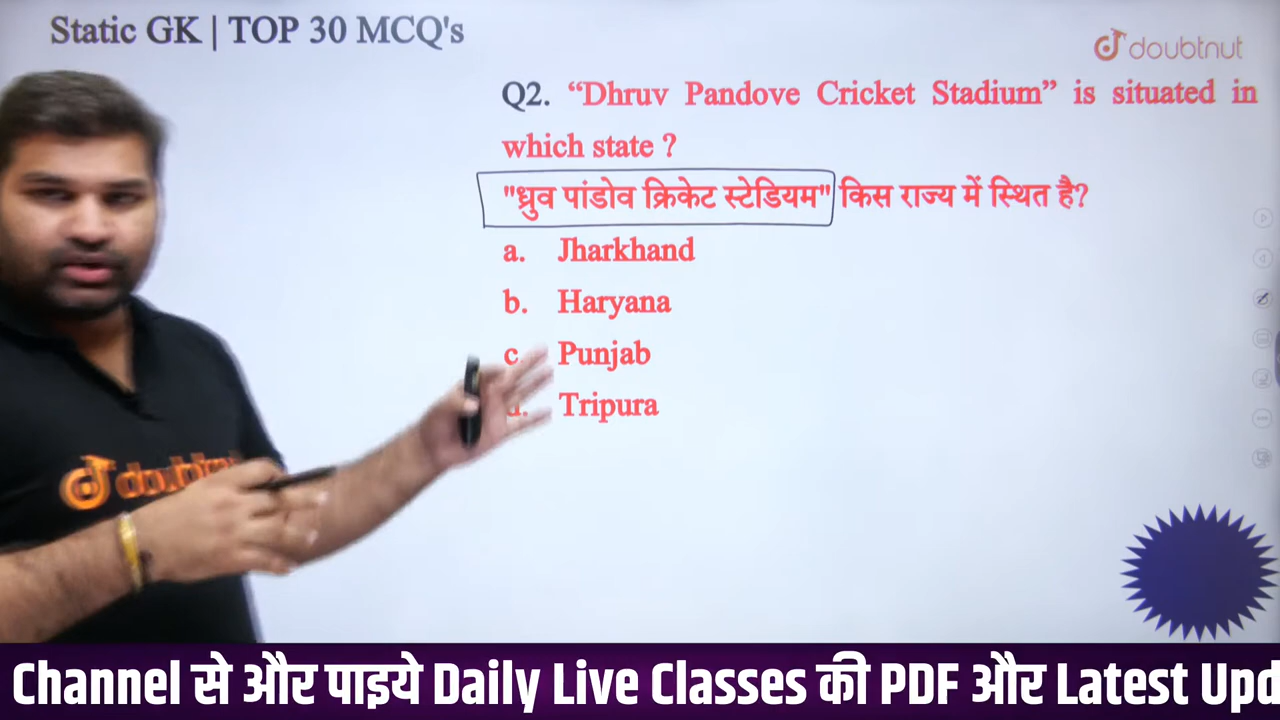 Static GK | TOP 30 MCQ's
doubtnut
Q2. “Dhruv Pandove Cricket Stadium” is situated in
which state ?
"ध्रुव पांडोव क्रिकेट स्टेडियम" किस राज्य में स्थित है?
a. Jharkhand
b. Haryana
c. Punjab
d. Tripura
doubtnut
Channel से और पाइये Daily Live Classes की PDF और Latest Upd